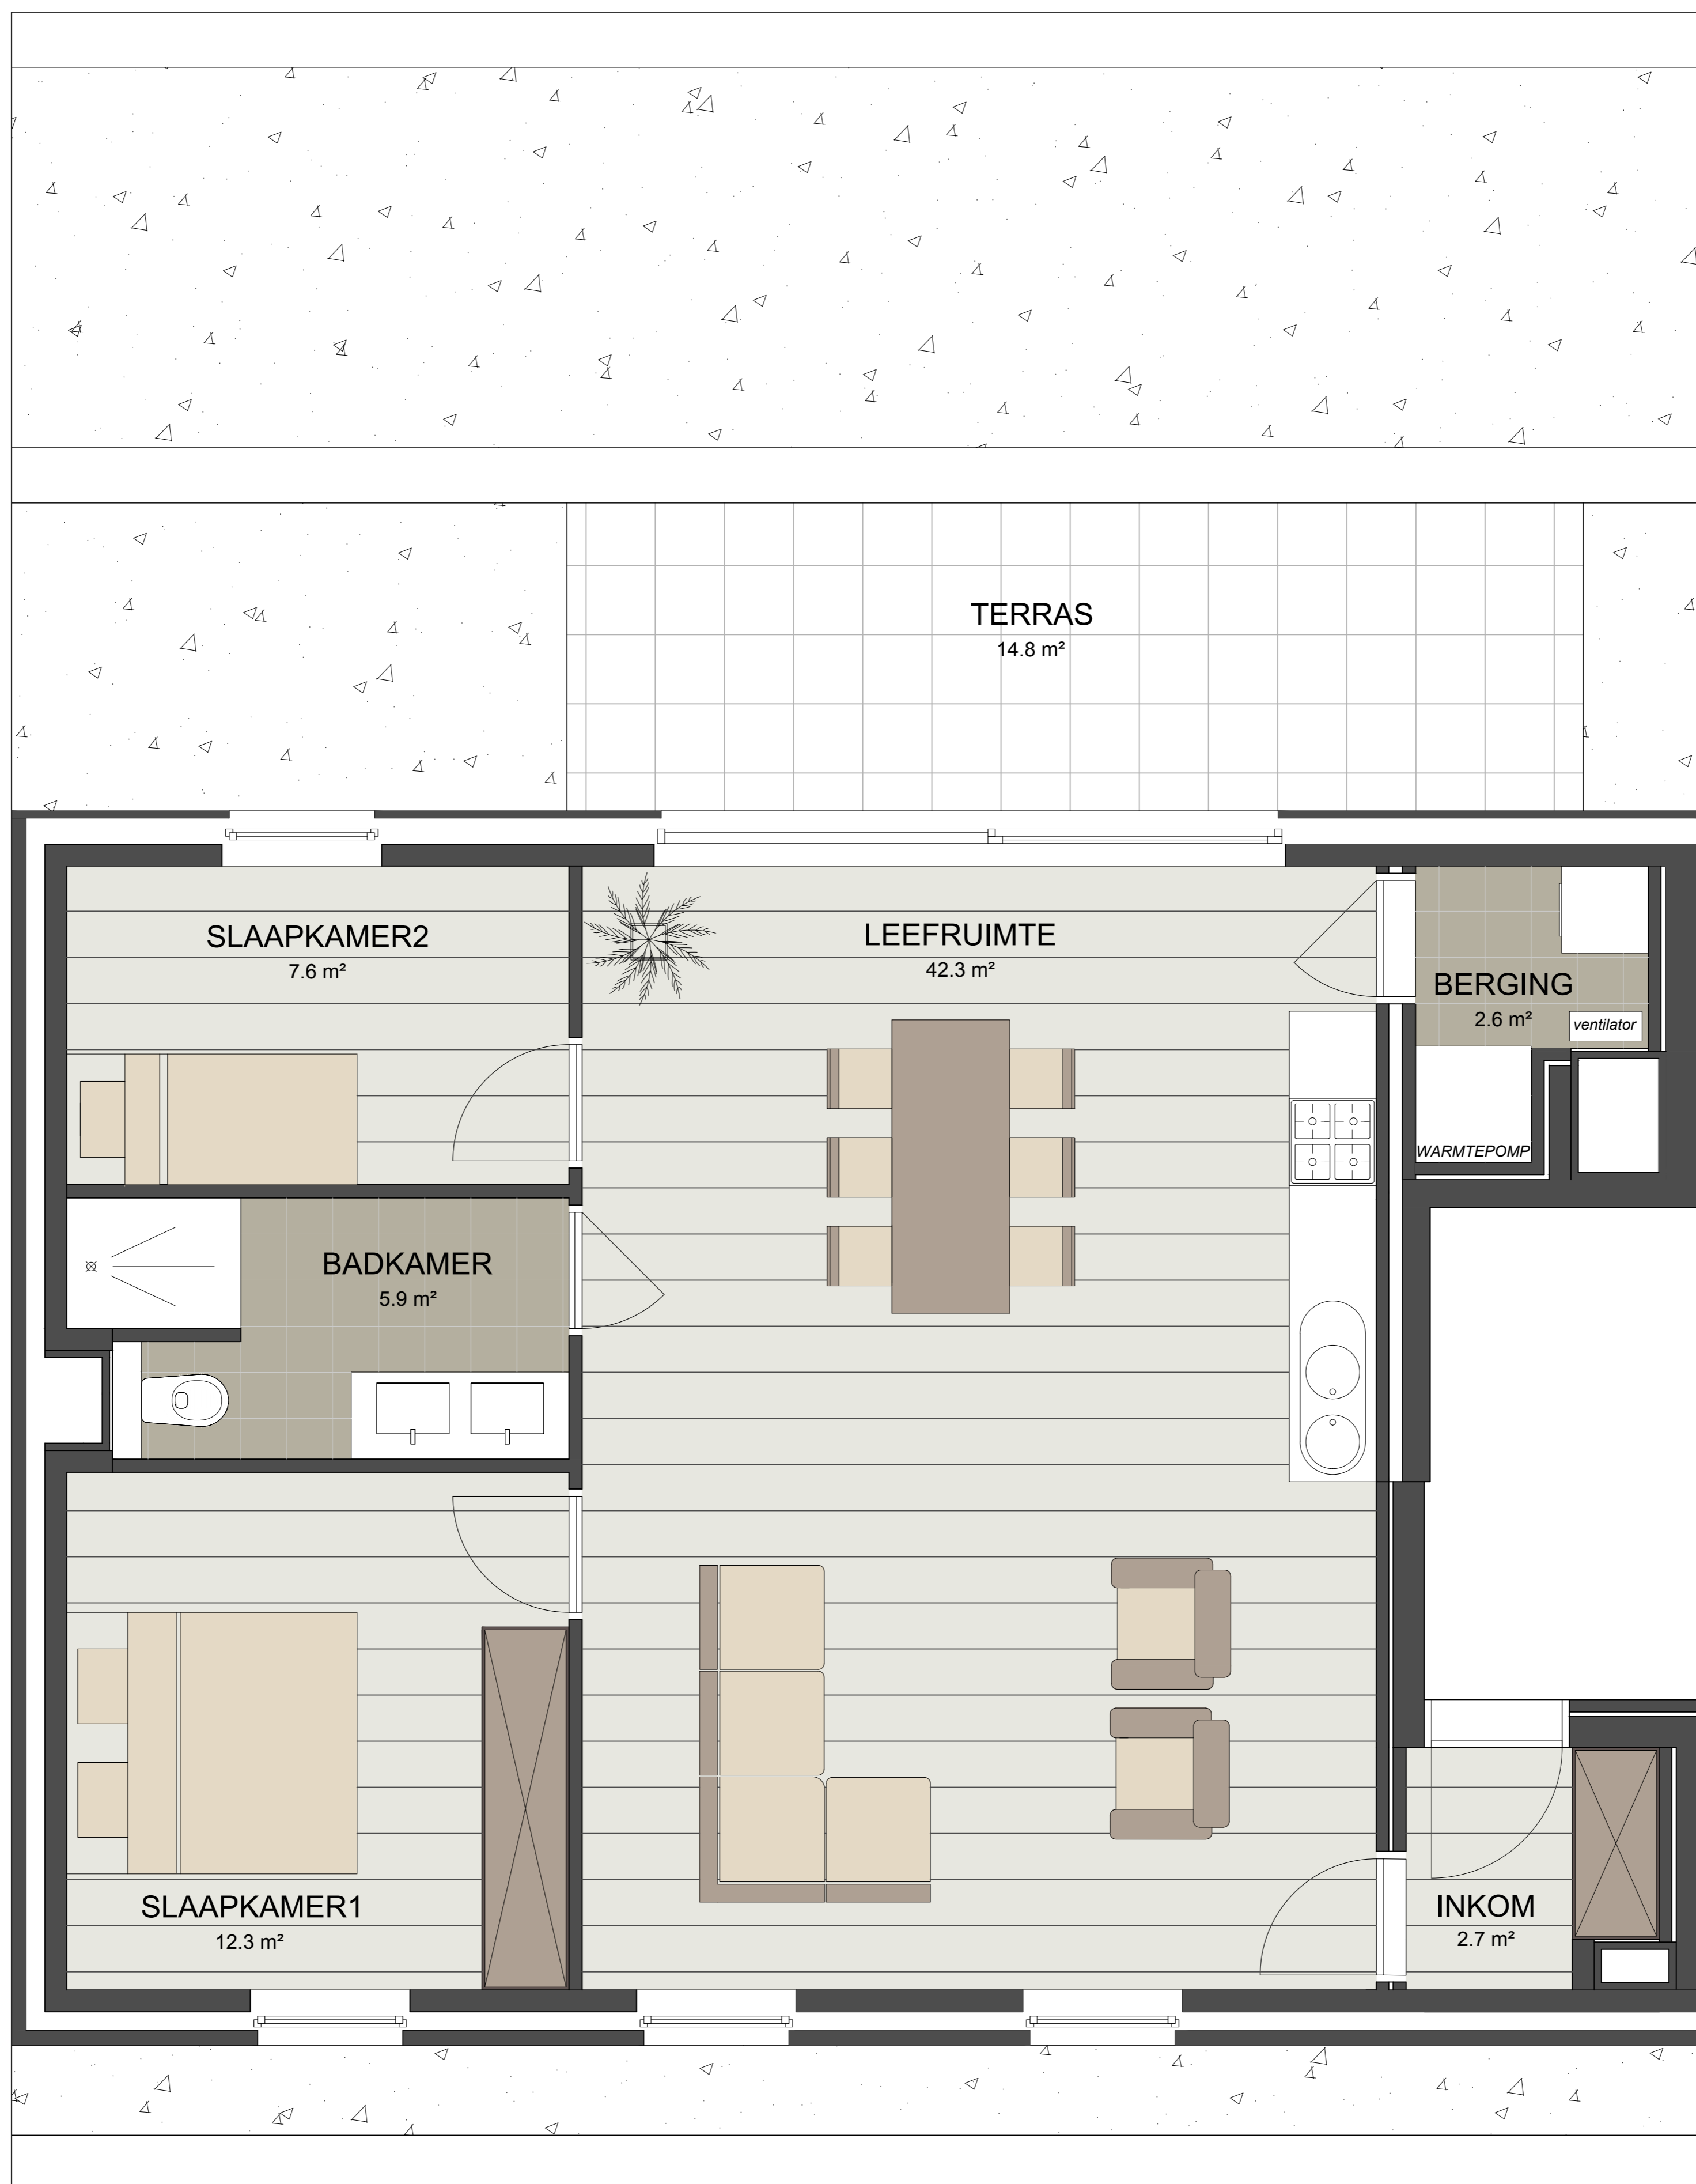 TERRAS
14.8 m²
SLAAPKAMER2
7.6 m²
LEEFRUIMTE
42.3 m²
BERGING
2.6 m²
ventilator
WARMTEPOMP
BADKAMER
5.9 m²
SLAAPKAMER1
12.3 m²
INKOM
2.7 m²